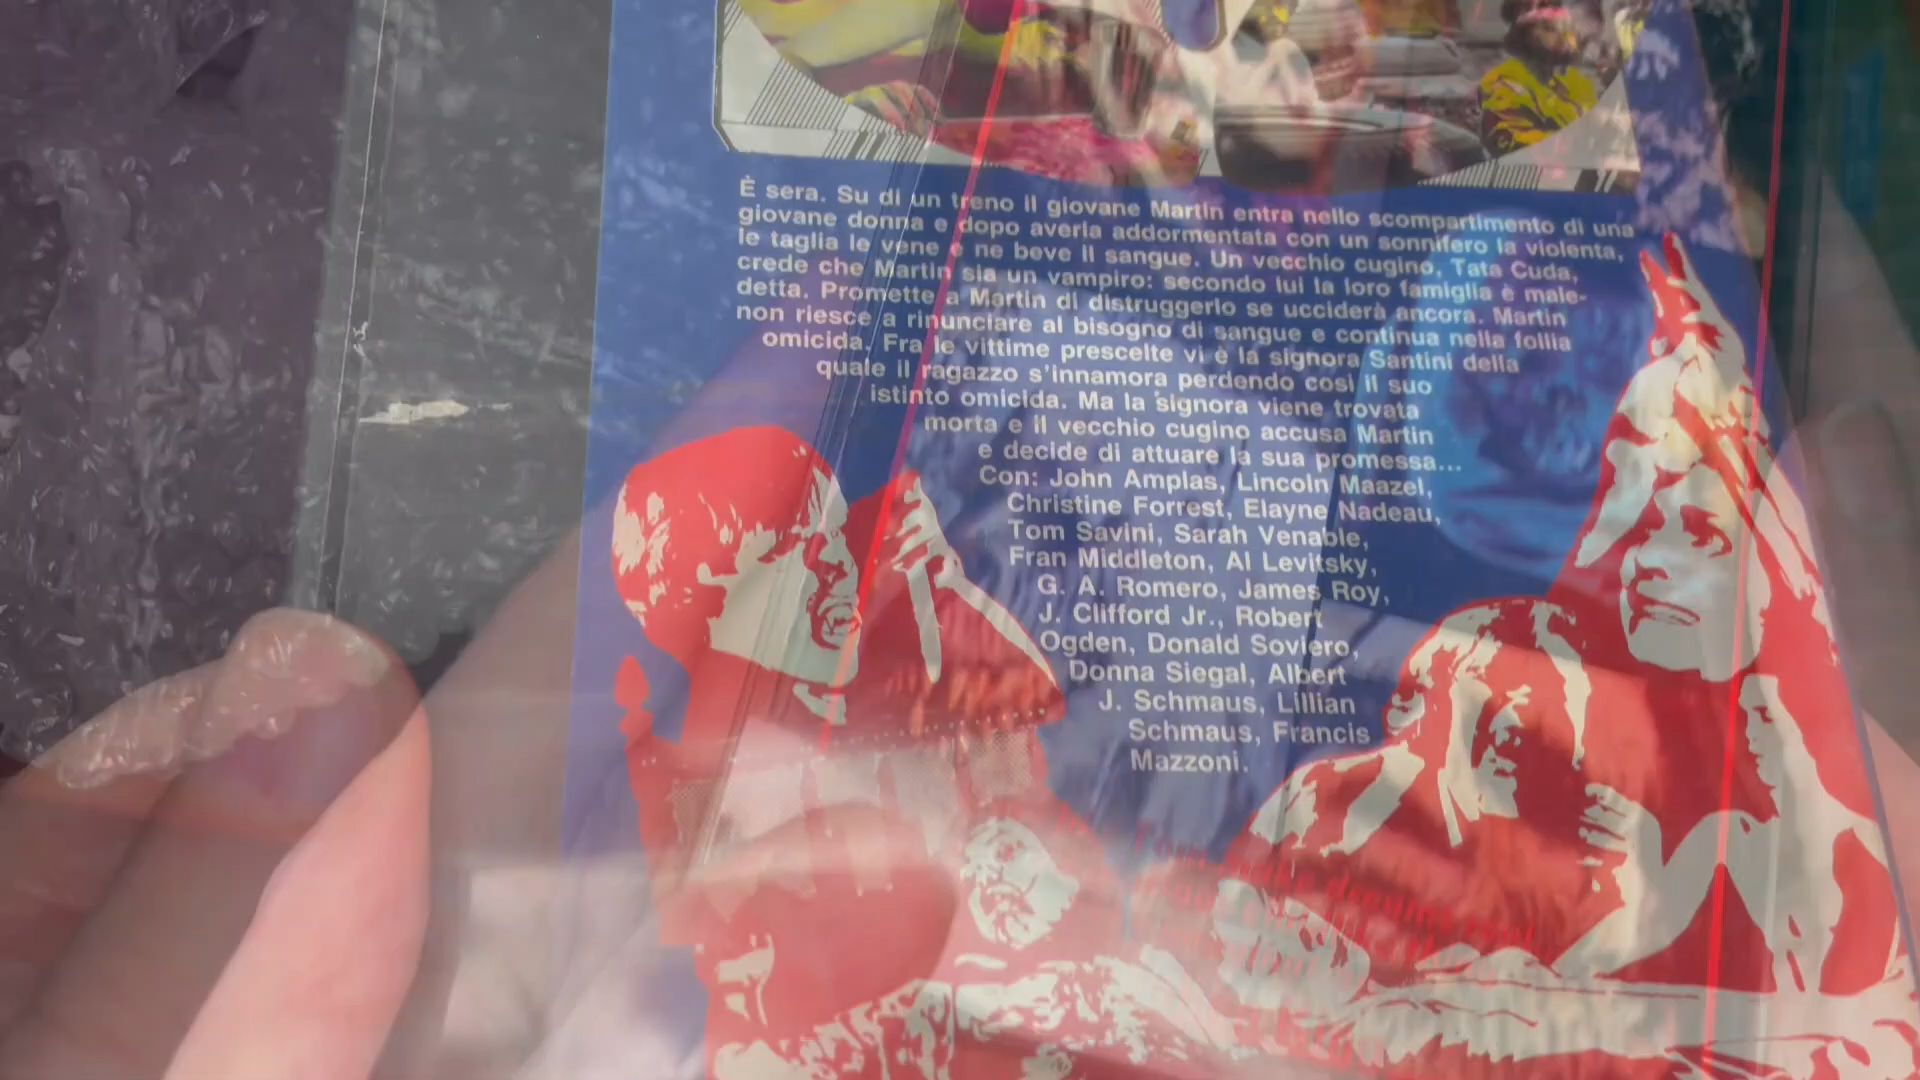 È sera. Su di un treno il giovane Martin entra nello scompartimento di una
giovane donna e dopo averla addormentata con un sonnifero la violenta,
le taglia le vene e ne beve il sangue. Un vecchio cugino, Tata Cuda,
crede che Martin sia un vampiro: secondo lui la loro famiglia è male-
detta. Promette a Martin di distruggerlo se ucciderà ancora. Martin
non riesce a rinunciare al bisogno di sangue e continua nella follia
omicida. Fra le vittime prescelte vi è la signora Santini della
quale il ragazzo s'innamora perdendo così il suo
istinto omicida. Ma la signora viene trovata
morta e il vecchio cugino accusa Martin
e decide di attuare la sua promessa...
Con: John Amplas, Lincoln Maazel,
Christine Forrest, Elayne Nadeau,
Tom Savini, Sarah Venable,
Fran Middleton, Al Levitsky,
G. A. Romero, James Roy,
J. Clifford Jr., Robert
Ogden, Donald Soviero,
Donna Siegal, Albert
J. Schmaus, Lillian
Schmaus, Francis
Mazzoni.